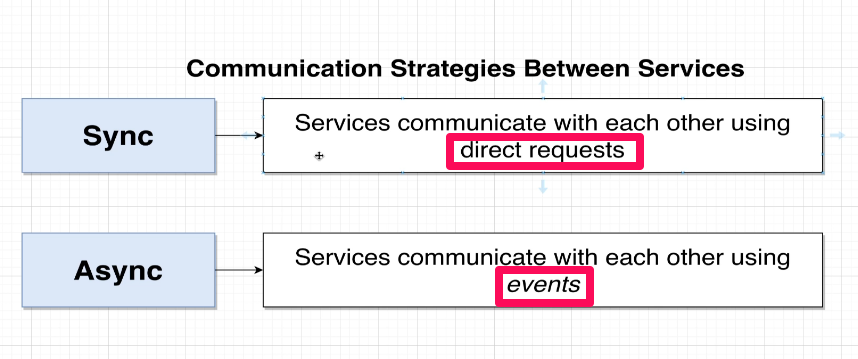 Communication Strategies Between Services
Sync
Services communicate with each other using
direct requests
Async
Services communicate with each other using
events